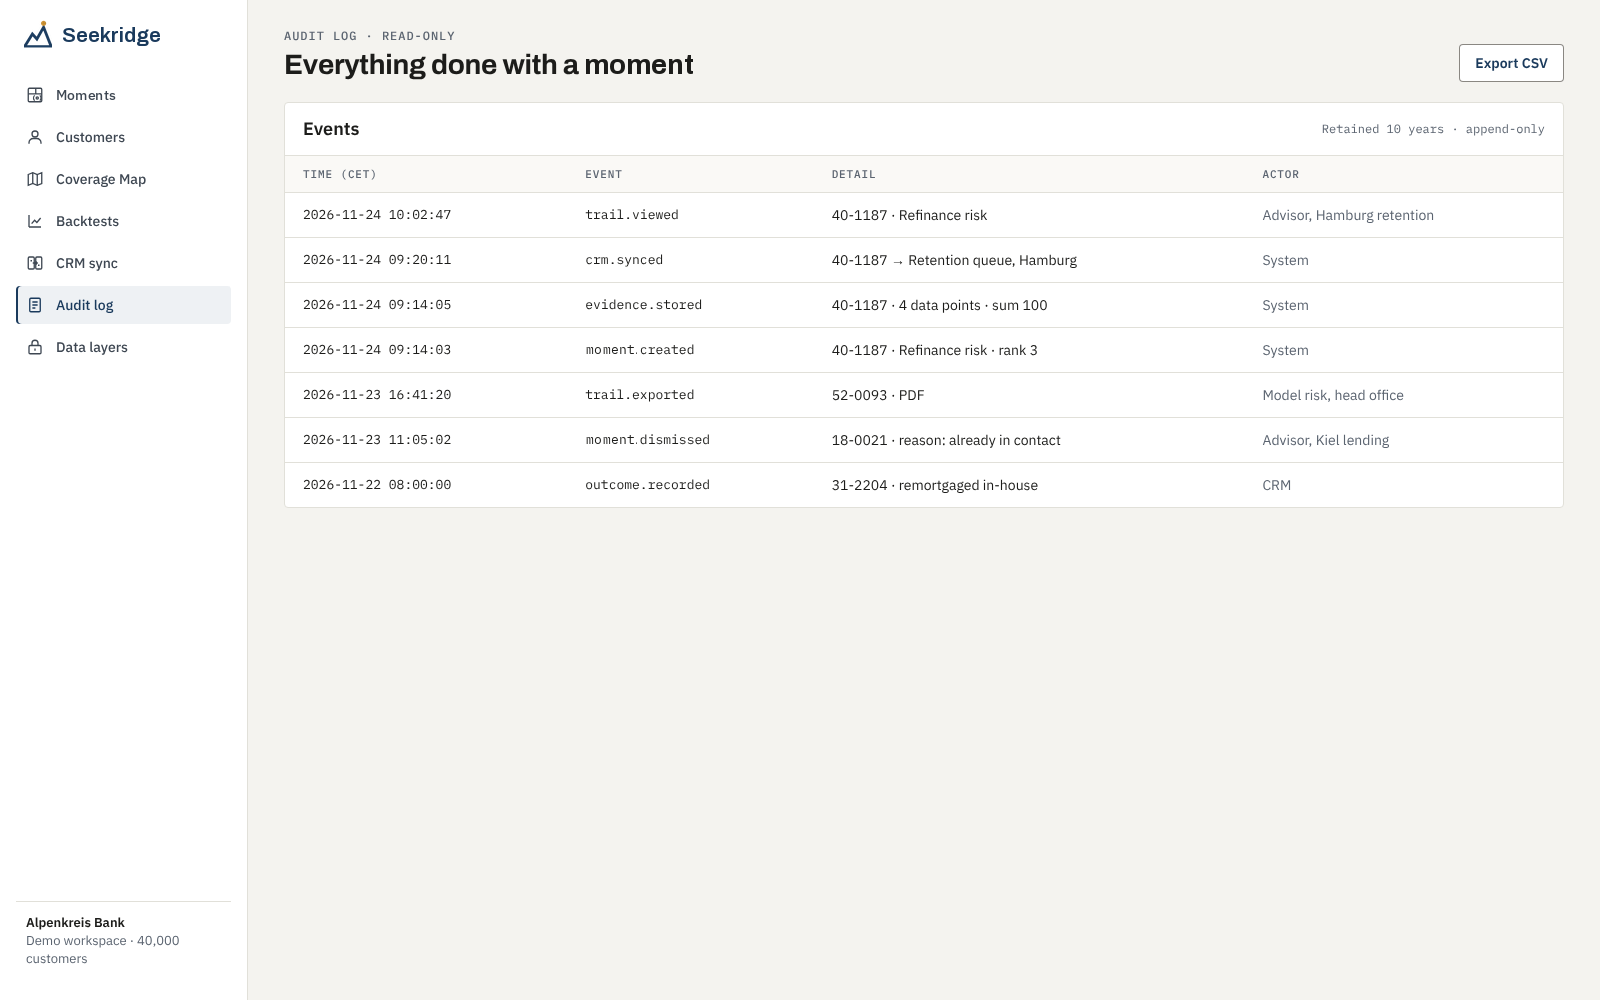 Seekridge
Moments
Customers
Coverage Map
Backtests
CRM sync
Audit log
Data layers
Alpenkreis Bank
Demo workspace · 40,000
customers
AUDIT LOG · READ-ONLY
Everything done with a moment
Export CSV
Events
Retained 10 years · append-only
TIME (CET) EVENT DETAIL ACTOR
2026-11-24 10:02:47 trail.viewed 40-1187 · Refinance risk Advisor, Hamburg retention
2026-11-24 09:20:11 crm.synced 40-1187 → Retention queue, Hamburg System
2026-11-24 09:14:05 evidence.stored 40-1187 · 4 data points · sum 100 System
2026-11-24 09:14:03 moment.created 40-1187 · Refinance risk · rank 3 System
2026-11-23 16:41:20 trail.exported 52-0093 · PDF Model risk, head office
2026-11-23 11:05:02 moment.dismissed 18-0021 · reason: already in contact Advisor, Kiel lending
2026-11-22 08:00:00 outcome.recorded 31-2204 · remortgaged in-house CRM